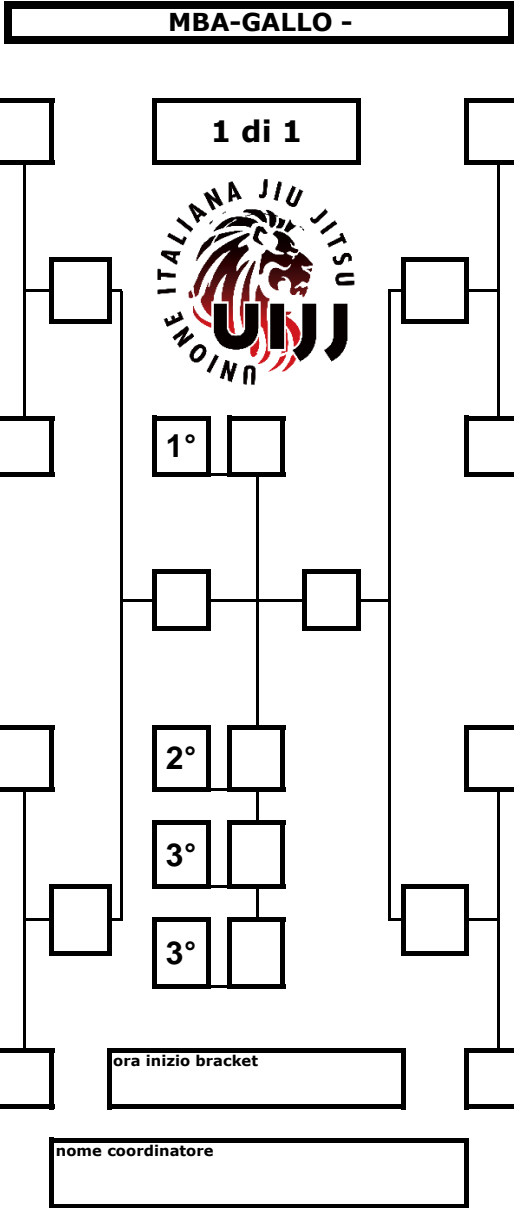 MBA-GALLO -
1 di 1
UNIONE ITALIANA JIU JITSU
UIJJ
1°
2°
3°
3°
ora inizio bracket
nome coordinatore